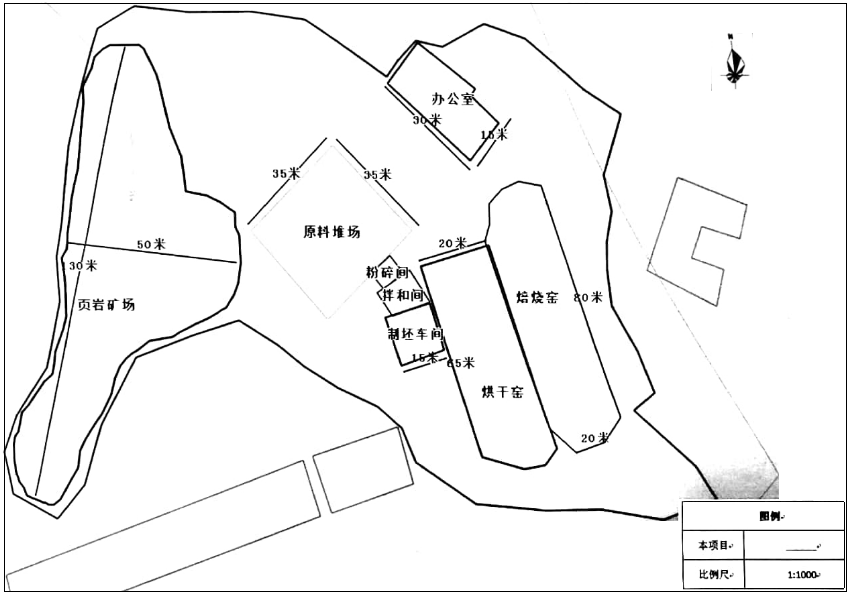 N
办公室
30米
15米
35米
35米
原料堆场
20米
50米
130米
粉碎间
拌和间
焙烧窑
80米
页岩矿场
制坯车间
15米
65米
烘干窑
20米
图例
本项目
比例尺
1:1000